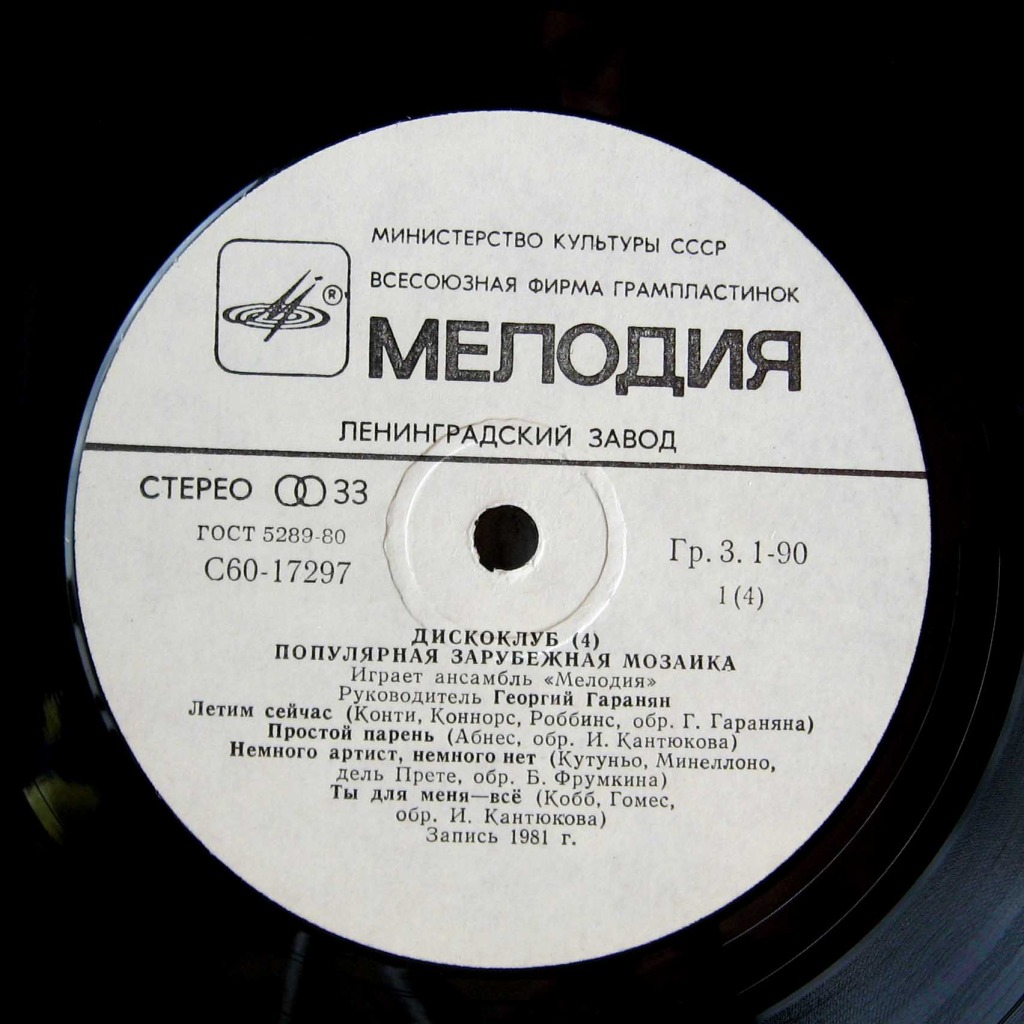 МИНИСТЕРСТВО КУЛЬТУРЫ СССР
ВСЕСОЮЗНАЯ ФИРМА ГРАМПЛАСТИНОК
®
МЕЛОДИЯ
ЛЕНИНГРАДСКИЙ ЗАВОД
СТЕРЕО 33
ГОСТ 5289-80
С60-17297
Гр. 3. 1-90
1 (4)
ДИСКОКЛУБ (4)
ПОПУЛЯРНАЯ ЗАРУБЕЖНАЯ МОЗАИКА
Играет ансамбль «Мелодия»
Руководитель Георгий Гаранян
Летим сейчас (Конти, Коннорс, Роббинс, обр. Г. Гараняна)
Простой парень (Абнес, обр. И. Кантюкова)
Немного артист, немного нет (Кутуньо, Минеллоно,
дель Прете, обр. Б. Фрумкина)
Ты для меня—всё (Кобб, Гомес,
обр. И. Кантюкова)
Запись 1981 г.